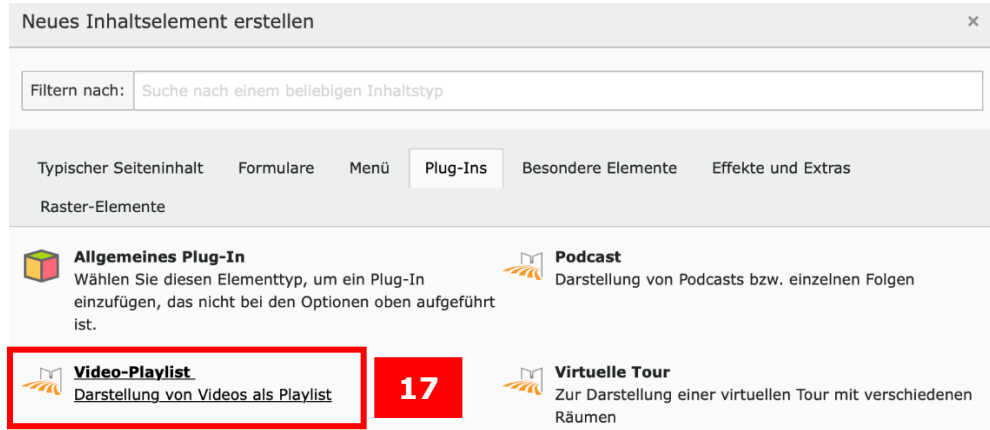 Neues Inhaltselement erstellen ×
Filtern nach: Suche nach einem beliebigen Inhaltstyp
Typischer Seiteninhalt Formulare Menü Plug-Ins Besondere Elemente Effekte und Extras
Raster-Elemente
Allgemeines Plug-In
Wählen Sie diesen Elementtyp, um ein Plug-In
einzufügen, das nicht bei den Optionen oben aufgeführt
ist.
Podcast
Darstellung von Podcasts bzw. einzelnen Folgen
Video-Playlist
Darstellung von Videos als Playlist
17
Virtuelle Tour
Zur Darstellung einer virtuellen Tour mit verschiedenen
Räumen